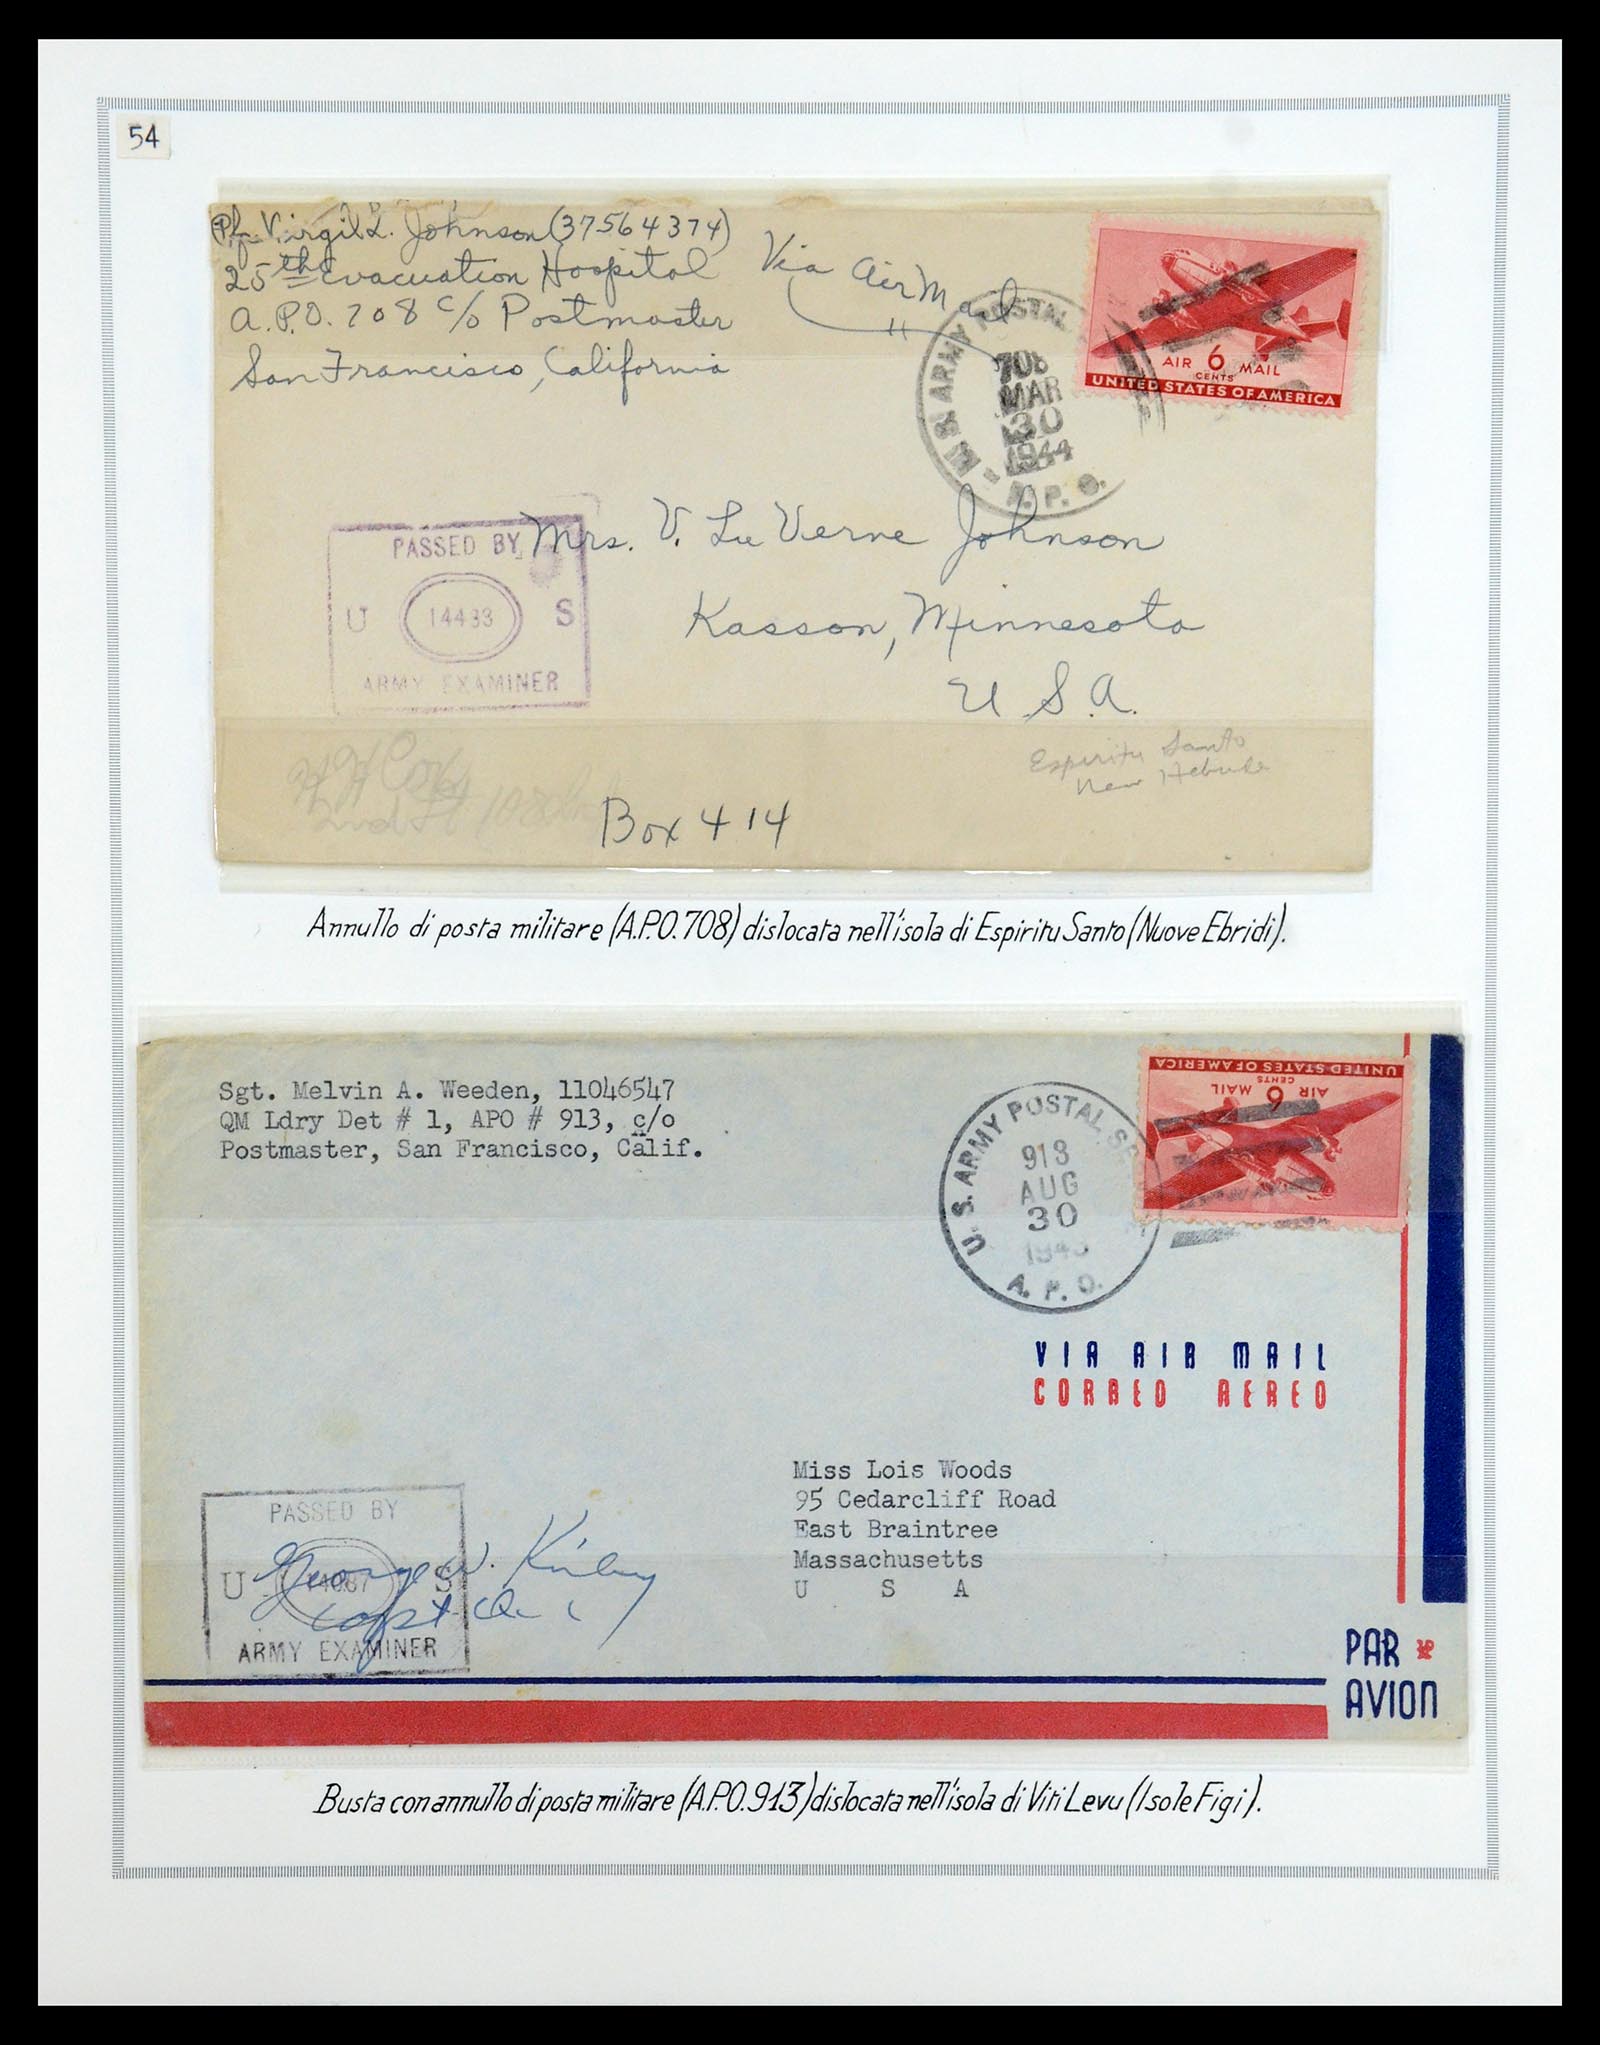 54
Virgil L. Johnson (37564374)
25th Evacuation Hospital
A.P.O. 708 c/o Postmaster
San Francisco, California
Via Air Mail
U.S. ARMY POSTAL
708
MAR
30
1944
A.P.O.
AIR 6 MAIL
CENTS
UNITED STATES OF AMERICA
PASSED BY
U 14483 S
ARMY EXAMINER
Mrs. V. La Verne Johnson
Kasson, Minnesota
U.S.A.
Espiritu Santo
New
Box 414
Annullo di posta militare (A.P.O. 708) dislocata nell'isola di Espiritu Santo (Nuove Ebridi).
Sgt. Melvin A. Weeden, 11046547
QM Ldry Det # 1, APO # 913, c/o
Postmaster, San Francisco, Calif.
U.S. ARMY POSTAL
913
AUG
30
A.P.O.
UNITED STATES OF AMERICA
CENTS
AIR 6 MAIL
VIA AIR MAIL
CORREO AEREO
Miss Lois Woods
95 Cedarcliff Road
East Braintree
Massachusetts
U S A
PASSED BY
U S
ARMY EXAMINER
George W.
Capt
PAR
AVION
Busta con annullo di posta militare (A.P.O. 913) dislocata nell'isola di Viti Levu (Isole Figi).